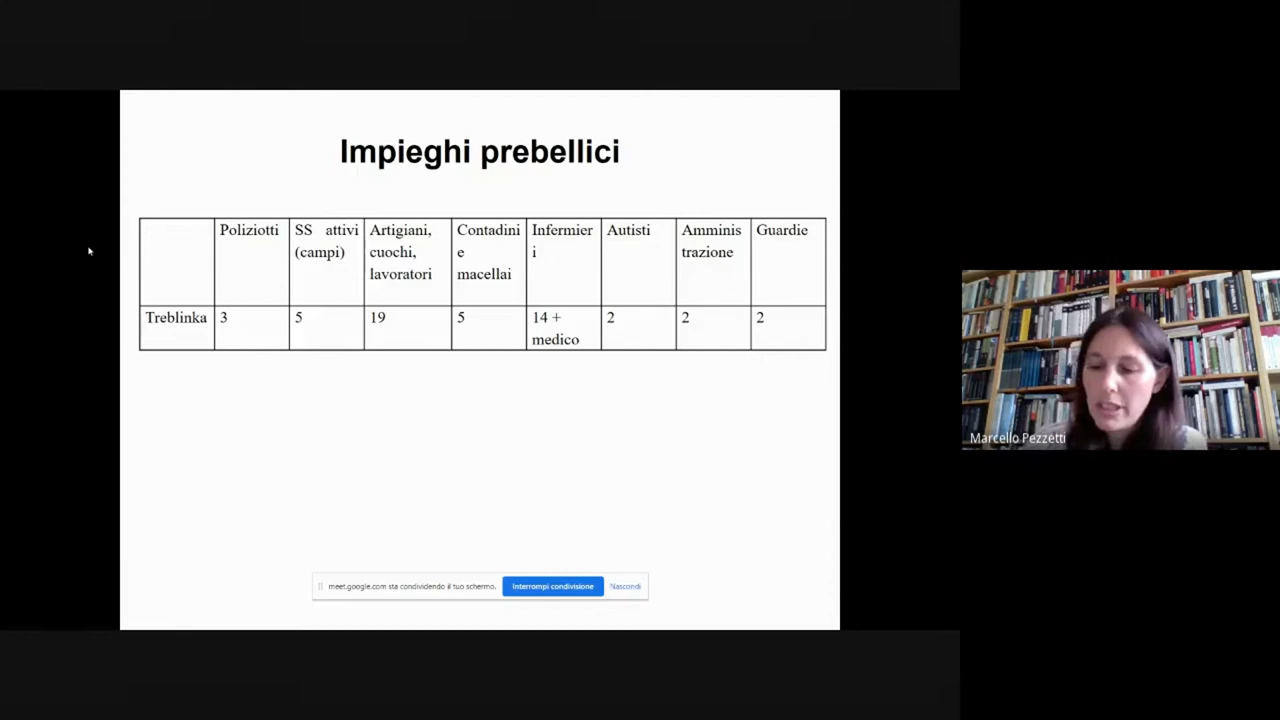 Impieghi prebellici
Poliziotti
SS attivi
(campi)
Artigiani,
cuochi,
lavoratori
Contadini
e
macellai
Infermier
i
Autisti
Amminis
trazione
Guardie
Treblinka
3
5
19
5
14 +
medico
2
2
2
Marcello Pezzetti
meet.google.com sta condividendo il tuo schermo.
Interrompi condivisione
Nascondi